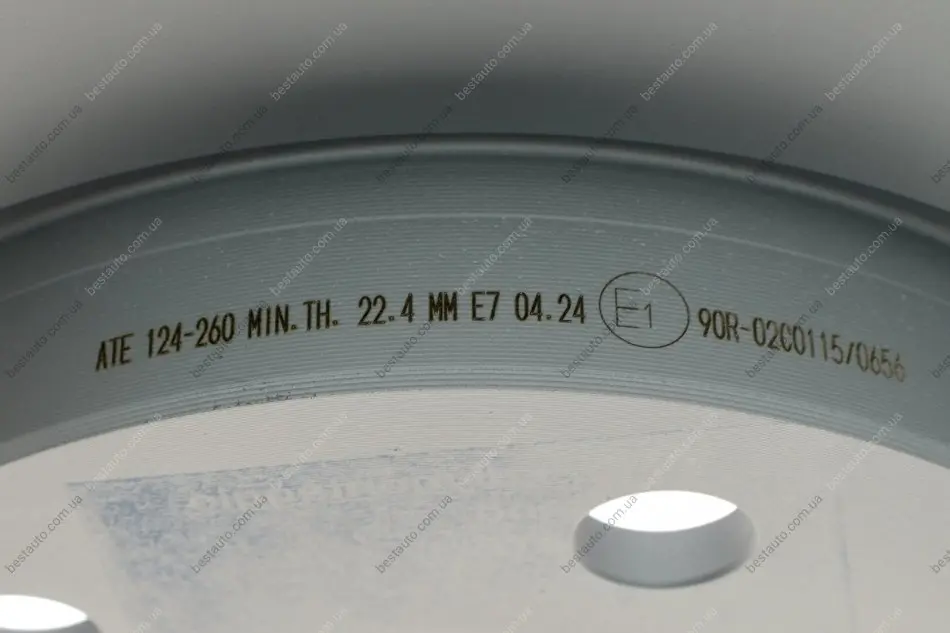 ATE 124-260 MIN.TH. 22.4 MM E7 04.24 E1 90R-02C0115/0656
bestauto.com.ua